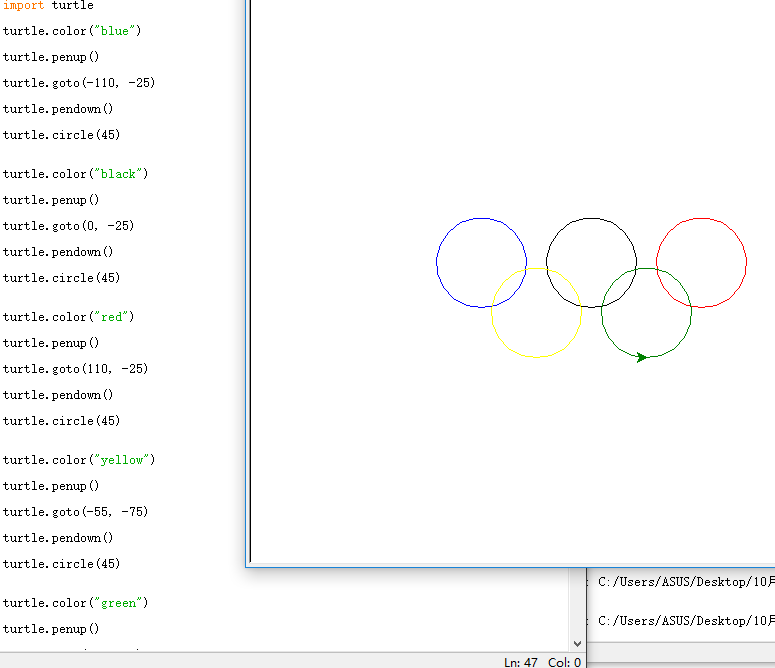 import turtle
turtle.color("blue")
turtle.penup()
turtle.goto(-110, -25)
turtle.pendown()
turtle.circle(45)
turtle.color("black")
turtle.penup()
turtle.goto(0, -25)
turtle.pendown()
turtle.circle(45)
turtle.color("red")
turtle.penup()
turtle.goto(110, -25)
turtle.pendown()
turtle.circle(45)
turtle.color("yellow")
turtle.penup()
turtle.goto(-55, -75)
turtle.pendown()
turtle.circle(45)
turtle.color("green")
turtle.penup()
: C:/Users/ASUS/Desktop/10月
: C:/Users/ASUS/Desktop/10月
Ln: 47 Col: 0